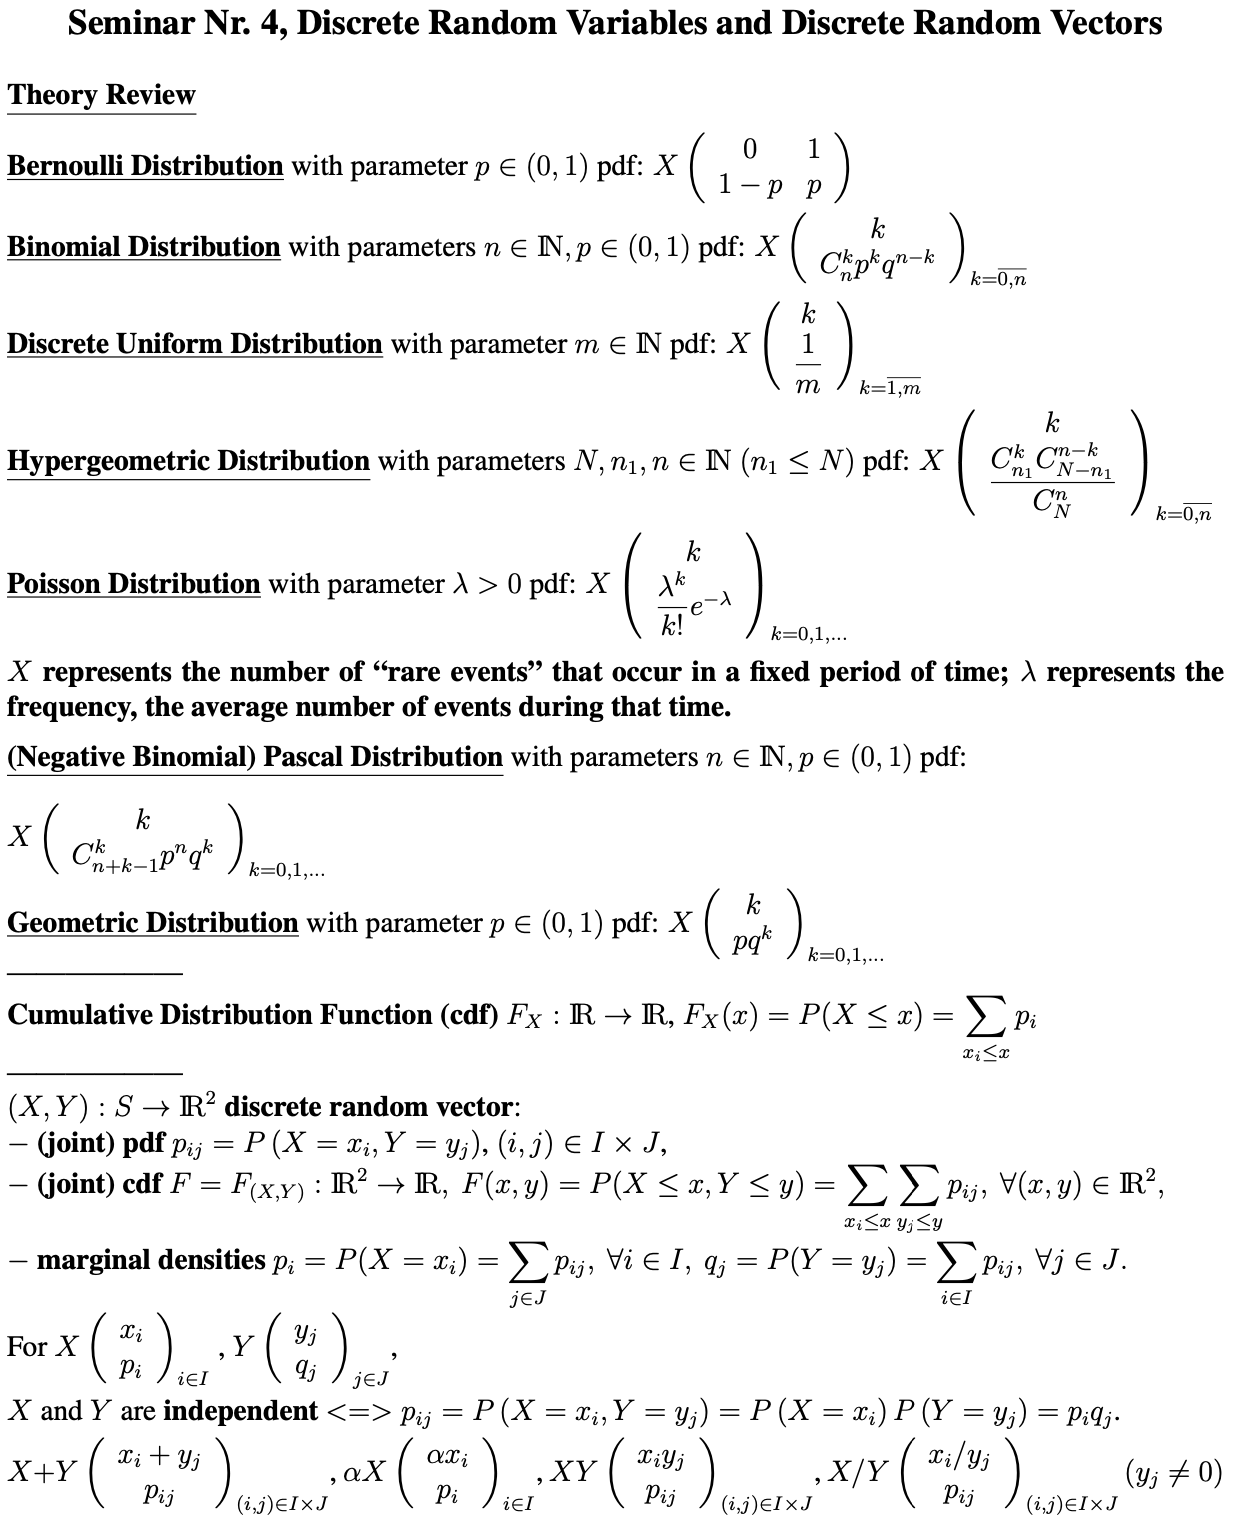 Seminar Nr. 4, Discrete Random Variables and Discrete Random Vectors
Theory Review
Bernoulli Distribution with parameter $p \in (0, 1)$ pdf: $X \begin{pmatrix} 0 & 1 \\ 1-p & p \end{pmatrix}$
Binomial Distribution with parameters $n \in \mathbb{N}, p \in (0, 1)$ pdf: $X \begin{pmatrix} k \\ C_n^k p^k q^{n-k} \end{pmatrix}_{k=\overline{0,n}}$
Discrete Uniform Distribution with parameter $m \in \mathbb{N}$ pdf: $X \begin{pmatrix} k \\ \frac{1}{m} \end{pmatrix}_{k=\overline{1,m}}$
Hypergeometric Distribution with parameters $N, n_1, n \in \mathbb{N}$ $(n_1 \leq N)$ pdf: $X \begin{pmatrix} k \\ \frac{C_{n_1}^k C_{N-n_1}^{n-k}}{C_N^n} \end{pmatrix}_{k=\overline{0,n}}$
Poisson Distribution with parameter $\lambda > 0$ pdf: $X \begin{pmatrix} k \\ \frac{\lambda^k}{k!} e^{-\lambda} \end{pmatrix}_{k=0,1,...}$
$X$ represents the number of “rare events” that occur in a fixed period of time; $\lambda$ represents the
frequency, the average number of events during that time.
(Negative Binomial) Pascal Distribution with parameters $n \in \mathbb{N}, p \in (0, 1)$ pdf:
$X \begin{pmatrix} k \\ C_{n+k-1}^k p^n q^k \end{pmatrix}_{k=0,1,...}$
Geometric Distribution with parameter $p \in (0, 1)$ pdf: $X \begin{pmatrix} k \\ pq^k \end{pmatrix}_{k=0,1,...}$
Cumulative Distribution Function (cdf) $F_X : \mathbb{R} \to \mathbb{R}, F_X(x) = P(X \leq x) = \sum_{x_i \leq x} p_i$
$(X, Y) : S \to \mathbb{R}^2$ discrete random vector:
– (joint) pdf $p_{ij} = P(X = x_i, Y = y_j), (i, j) \in I \times J,$
– (joint) cdf $F = F_{(X,Y)} : \mathbb{R}^2 \to \mathbb{R}, F(x, y) = P(X \leq x, Y \leq y) = \sum_{x_i \leq x} \sum_{y_j \leq y} p_{ij}, \forall (x, y) \in \mathbb{R}^2,$
– marginal densities $p_i = P(X = x_i) = \sum_{j \in J} p_{ij}, \forall i \in I, q_j = P(Y = y_j) = \sum_{i \in I} p_{ij}, \forall j \in J.$
For $X \begin{pmatrix} x_i \\ p_i \end{pmatrix}_{i \in I}, Y \begin{pmatrix} y_j \\ q_j \end{pmatrix}_{j \in J},$
$X$ and $Y$ are independent $<=> p_{ij} = P(X = x_i, Y = y_j) = P(X = x_i) P(Y = y_j) = p_i q_j.$
$X+Y \begin{pmatrix} x_i + y_j \\ p_{ij} \end{pmatrix}_{(i,j) \in I \times J}, \alpha X \begin{pmatrix} \alpha x_i \\ p_i \end{pmatrix}_{i \in I}, XY \begin{pmatrix} x_i y_j \\ p_{ij} \end{pmatrix}_{(i,j) \in I \times J}, X/Y \begin{pmatrix} x_i/y_j \\ p_{ij} \end{pmatrix}_{(i,j) \in I \times J} (y_j \neq 0)$